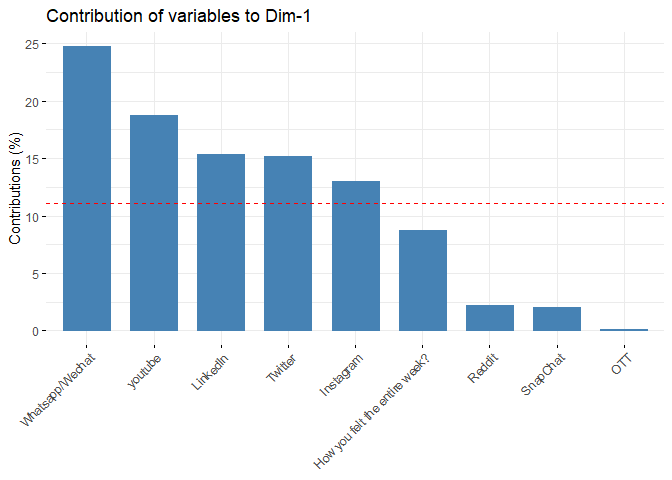 Contribution of variables to Dim-1
Contributions (%)
25
20
15
10
5
0
Whatsapp/Wechat
youtube
LinkedIn
Twitter
Instagram
How you felt the entire week?
Reddit
SnapChat
OTT